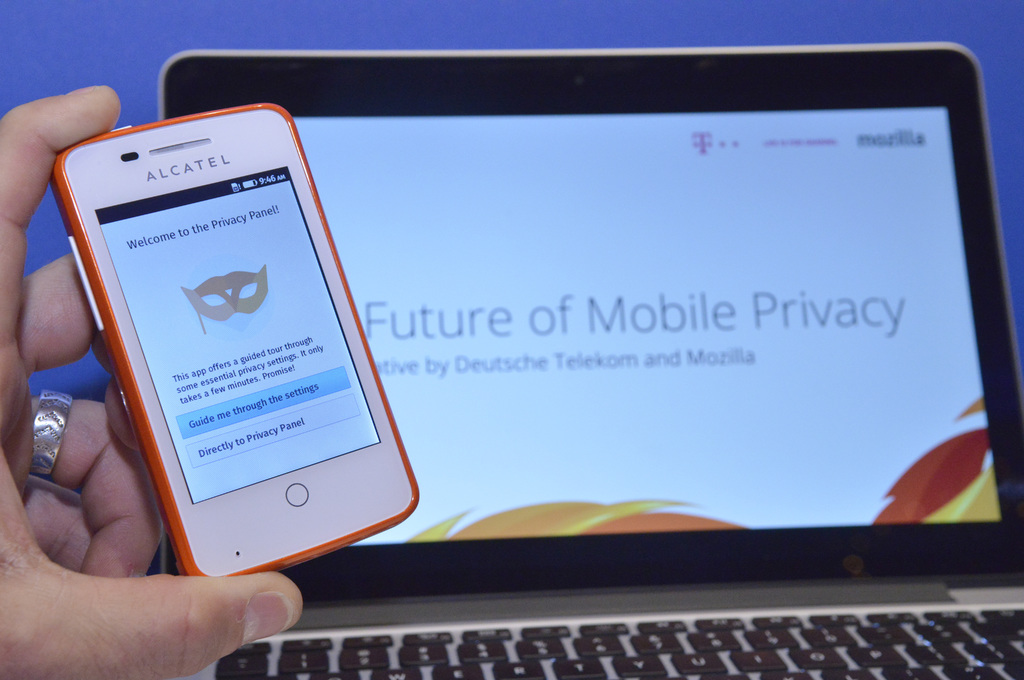 ALCATEL
9:46 AM
Welcome to the Privacy Panel!
This app offers a guided tour through
some essential privacy settings. It only
takes a few minutes. Promise!
Guide me through the settings
Directly to Privacy Panel
T
mozilla
Future of Mobile Privacy
ative by Deutsche Telekom and Mozilla